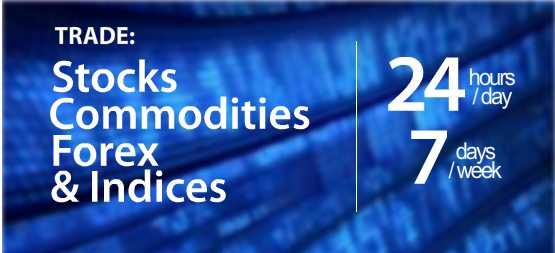 TRADE:
Stocks
Commodities
Forex
& Indices
24 hours
/ day
7 days
/ week